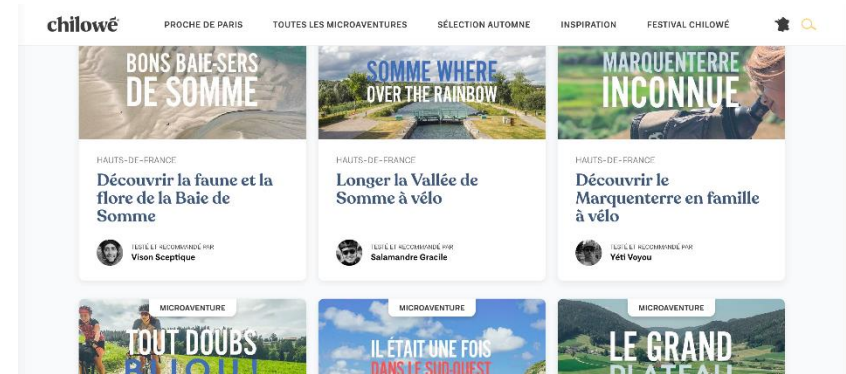 chilowé
PROCHE DE PARIS TOUTES LES MICROAVENTURES SÉLECTION AUTOMNE INSPIRATION FESTIVAL CHILOWÉ
BONS BAIE-SERS
DE SOMME
SOMME WHERE
OVER THE RAINBOW
MARQUENTERRE
INCONNUE
HAUTS-DE-FRANCE
Découvrir la faune et la
flore de la Baie de
Somme
TESTÉ ET RECOMMANDÉ PAR
Vison Sceptique
HAUTS-DE-FRANCE
Longer la Vallée de
Somme à vélo
TESTÉ ET RECOMMANDÉ PAR
Salamandre Gracile
HAUTS-DE-FRANCE
Découvrir le
Marquenterre en famille
à vélo
TESTÉ ET RECOMMANDÉ PAR
Yéti Voyou
MICROAVENTURE
TOUT DOUBS
BIJOU !
MICROAVENTURE
IL ÉTAIT UNE FOIS
DANS LE SUD-OUEST
MICROAVENTURE
LE GRAND
PLATEAU